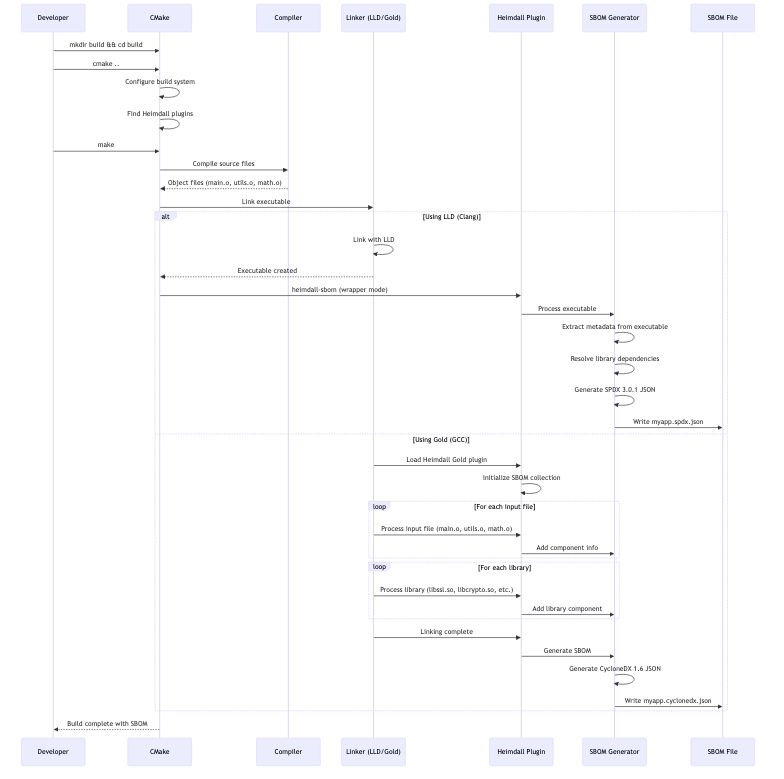 Developer
CMake
Compiler
Linker (LLD/Gold)
Heimdall Plugin
SBOM Generator
SBOM File
mkdir build && cd build
cmake ..
Configure build system
Find Heimdall plugins
make
Compile source files
Object files (main.o, utils.o, math.o)
Link executable
alt
[Using LLD (Clang)]
Link with LLD
Executable created
heimdall-sbom (wrapper mode)
Process executable
Extract metadata from executable
Resolve library dependencies
Generate SPDX 3.0.1 JSON
Write myapp.spdx.json
[Using Gold (GCC)]
Load Heimdall Gold plugin
Initialize SBOM collection
loop
[For each input file]
Process input file (main.o, utils.o, math.o)
Add component info
loop
[For each library]
Process library (libssl.so, libcrypto.so, etc.)
Add library component
Linking complete
Generate SBOM
Generate CycloneDX 1.6 JSON
Write myapp.cyclonedx.json
Build complete with SBOM
Developer
CMake
Compiler
Linker (LLD/Gold)
Heimdall Plugin
SBOM Generator
SBOM File